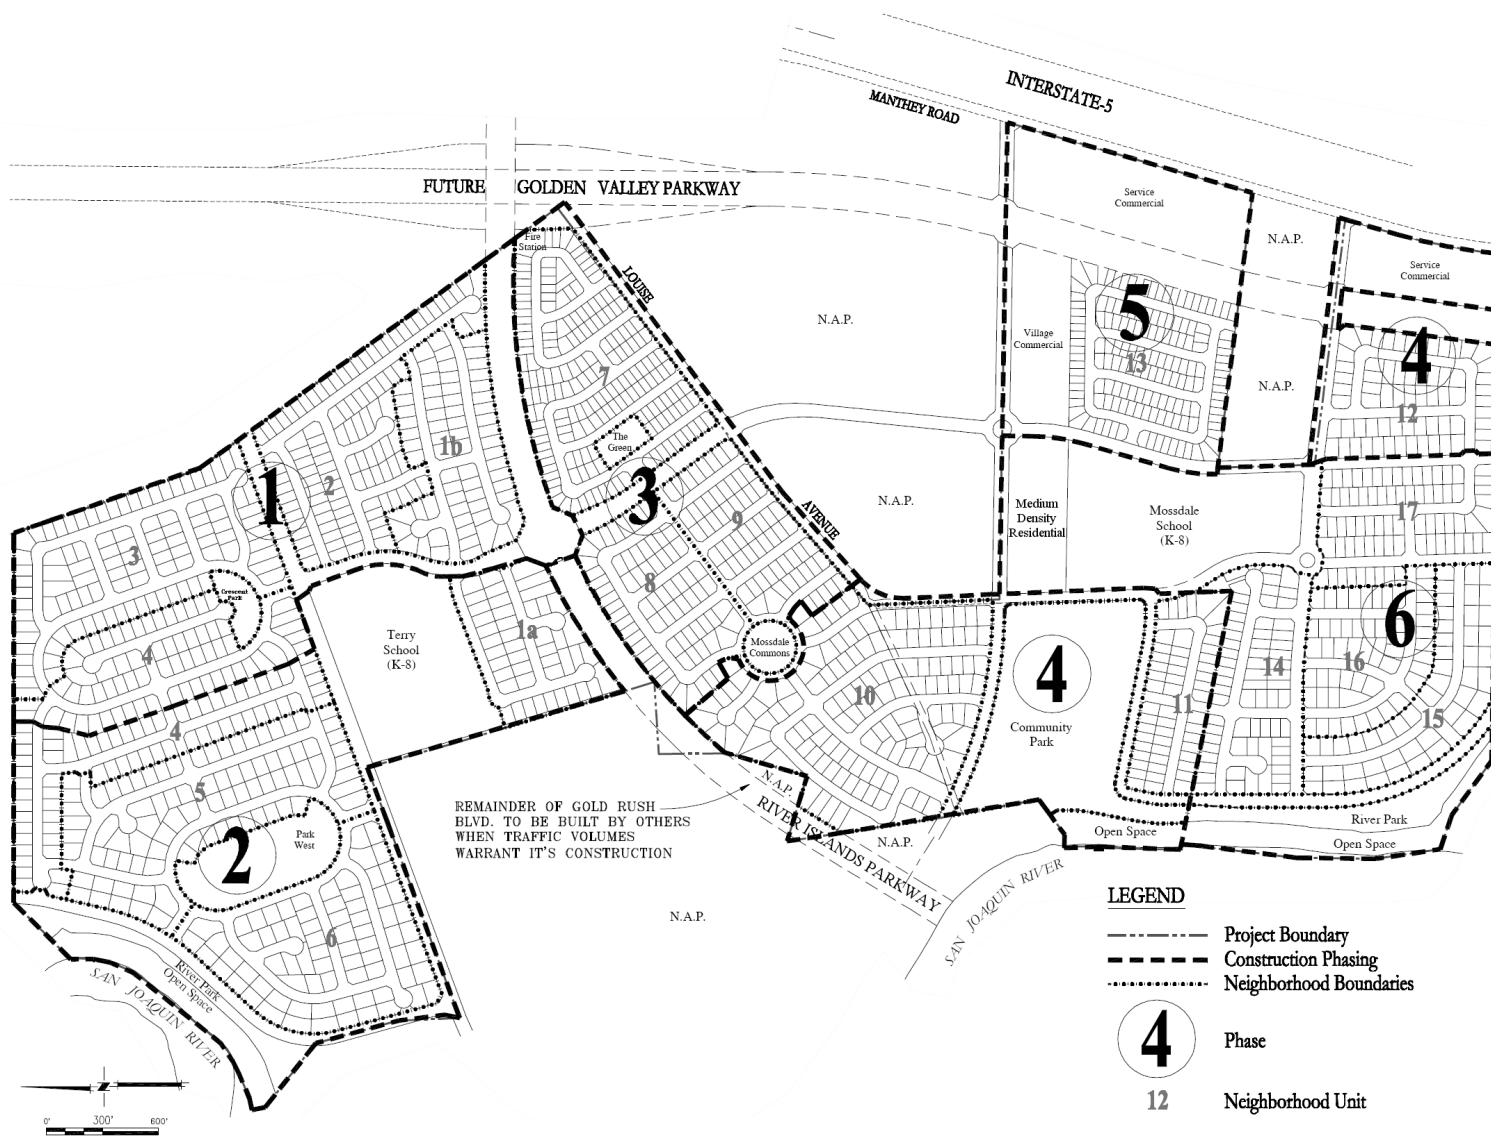 INTERSTATE-5
MANTHEY ROAD
FUTURE GOLDEN VALLEY PARKWAY
Service
Commercial
N.A.P.
Service
Commercial
Fire
Station
LOUISE
N.A.P.
Village
Commercial
5
13
N.A.P.
4
12
7
The
Green
1b
2
1
3
9
AVENUE
N.A.P.
Medium
Density
Residential
Mossdale
School
(K-8)
17
3
Crescent
Park
4
Terry
School
(K-8)
1a
8
Mossdale
Commons
10
4
Community
Park
11
14
16
6
15
4
5
2
Park
West
6
REMAINDER OF GOLD RUSH
BLVD. TO BE BUILT BY OTHERS
WHEN TRAFFIC VOLUMES
WARRANT IT'S CONSTRUCTION
N.A.P.
RIVER ISLANDS PARKWAY
N.A.P.
Open Space
River Park
Open Space
N.A.P.
SAN JOAQUIN RIVER
River Park
Open Space
SAN JOAQUIN RIVER
LEGEND
Project Boundary
Construction Phasing
Neighborhood Boundaries
4 Phase
12 Neighborhood Unit
Z
0' 300' 600'